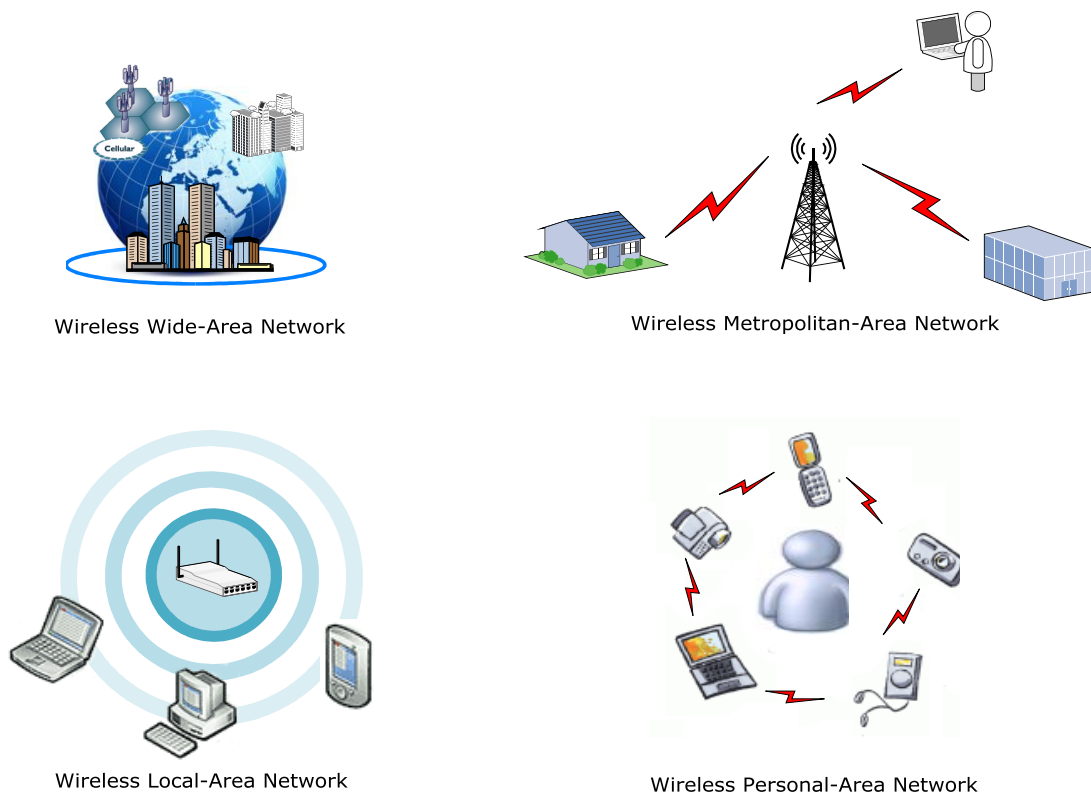 Cellular
Wireless Wide-Area Network
Wireless Metropolitan-Area Network
Wireless Local-Area Network
Wireless Personal-Area Network